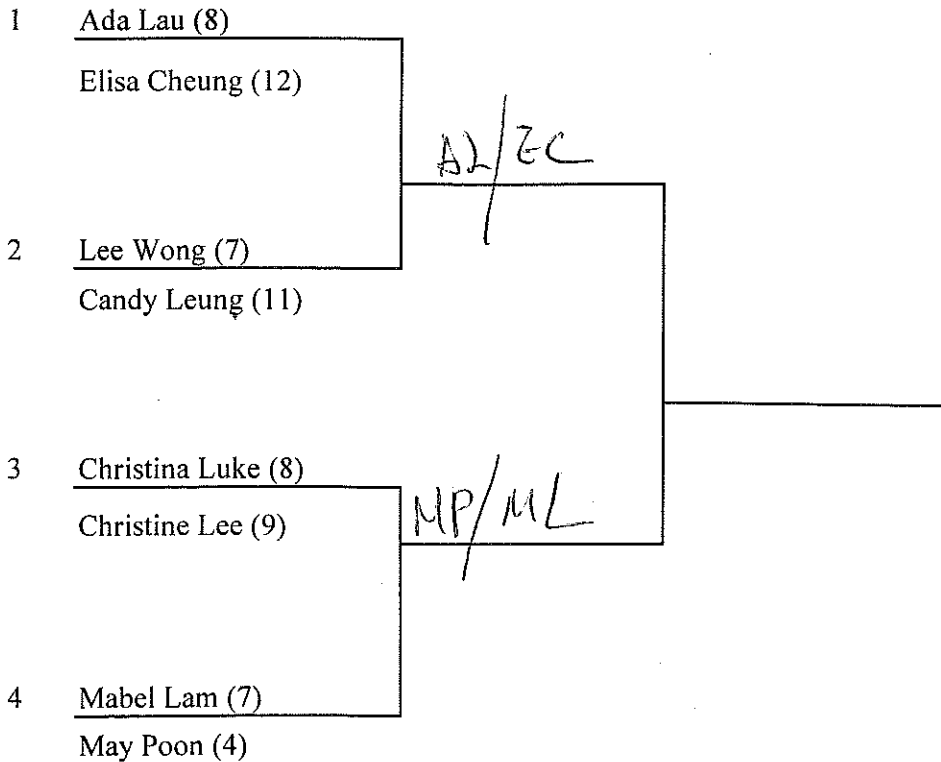 1 Ada Lau (8)
Elisa Cheung (12)
AL/EC
2 Lee Wong (7)
Candy Leung (11)
3 Christina Luke (8)
Christine Lee (9)
MP/ML
4 Mabel Lam (7)
May Poon (4)